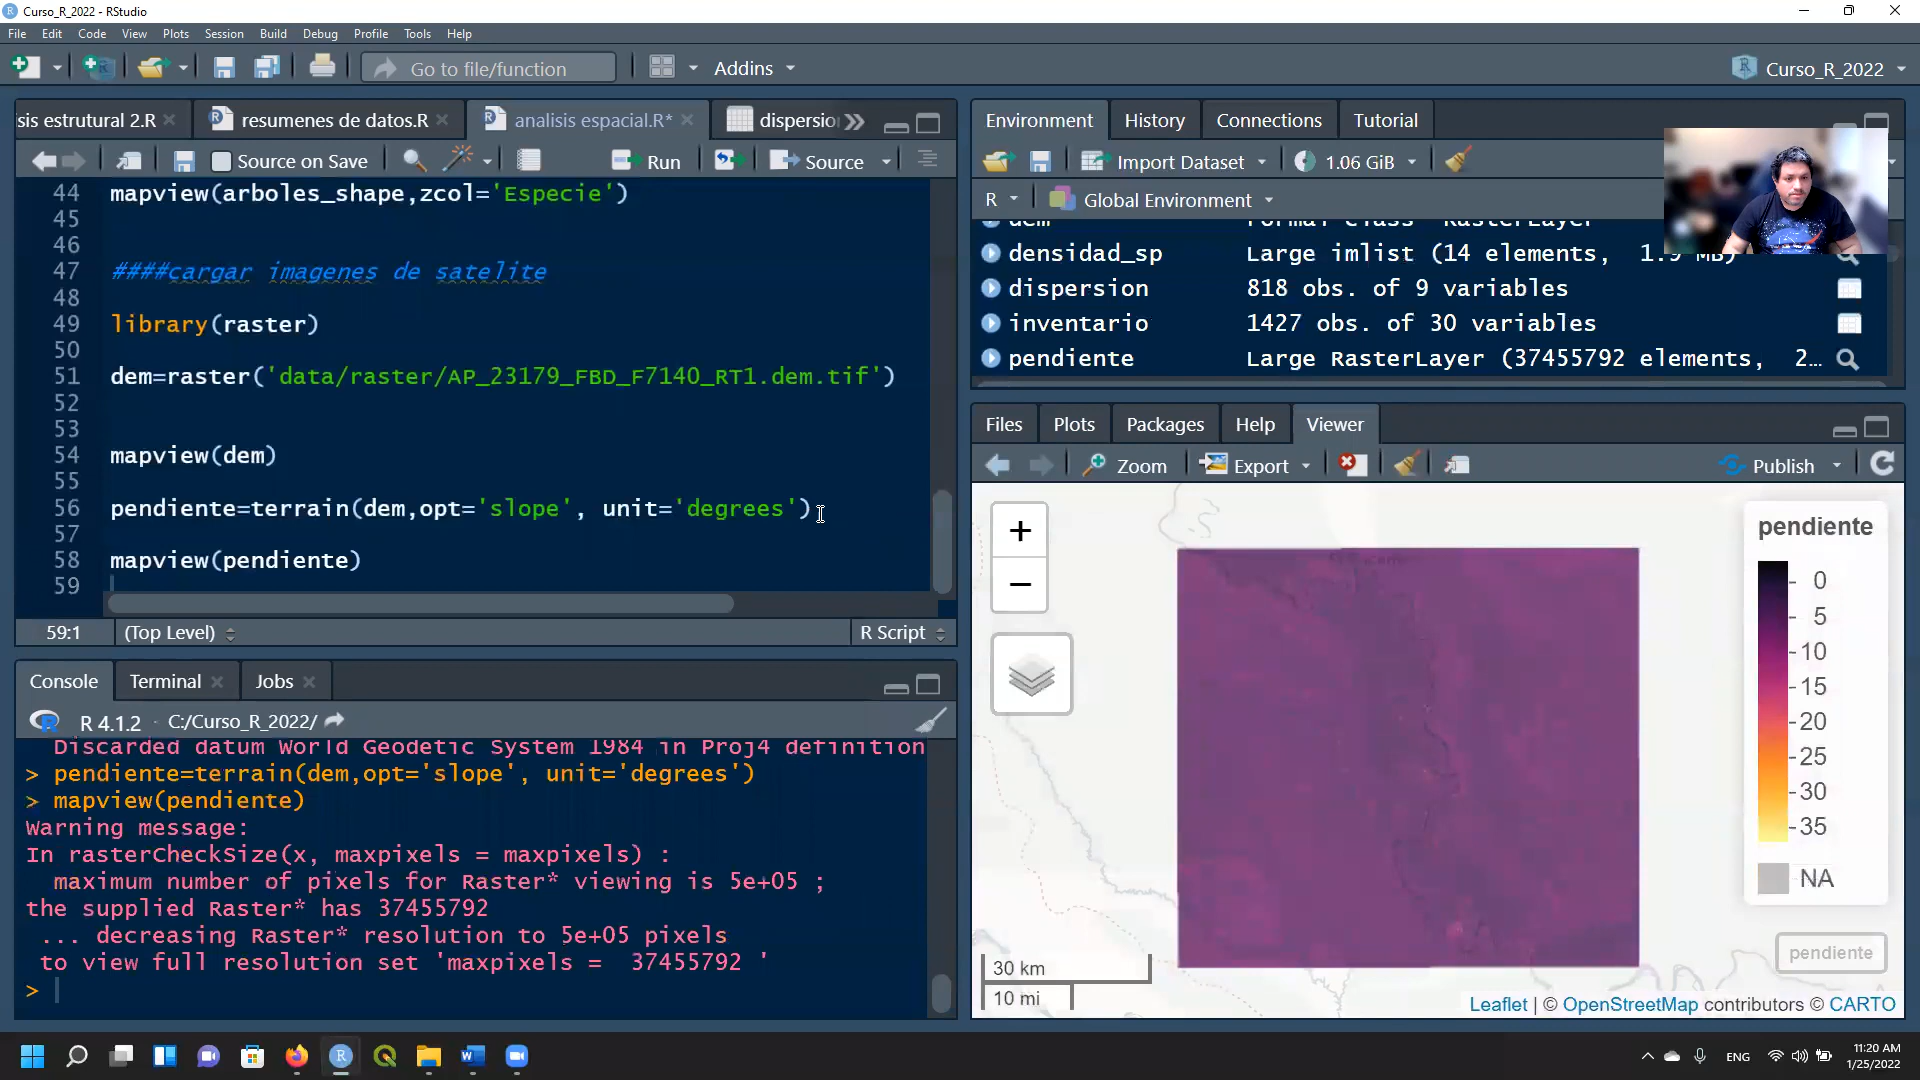 Curso_R_2022 - RStudio
File Edit Code View Plots Session Build Debug Profile Tools Help
Go to file/function
Addins
Curso_R_2022
sis estrutural 2.R
resumenes de datos.R
analisis espacial.R*
dispersio
Source on Save
Run
Source
44 mapview(arboles_shape,zcol='Especie')
45
46
47 ####cargar imagenes de satelite
48
49 library(raster)
50
51 dem=raster('data/raster/AP_23179_FBD_F7140_RT1.dem.tif')
52
53
54 mapview(dem)
55
56 pendiente=terrain(dem,opt='slope', unit='degrees')
57
58 mapview(pendiente)
59
59:1
(Top Level)
R Script
Console Terminal Jobs
R 4.1.2 · C:/Curso_R_2022/
Discarded datum World Geodetic System 1984 in Proj4 definition
> pendiente=terrain(dem,opt='slope', unit='degrees')
> mapview(pendiente)
Warning message:
In rasterCheckSize(x, maxpixels = maxpixels) :
maximum number of pixels for Raster* viewing is 5e+05 ;
the supplied Raster* has 37455792
... decreasing Raster* resolution to 5e+05 pixels
to view full resolution set 'maxpixels = 37455792 '
>
Environment History Connections Tutorial
Import Dataset
1.06 GiB
R
Global Environment
dem Formal class RasterLayer
densidad_sp Large imlist (14 elements, 1.9 MB)
dispersion 818 obs. of 9 variables
inventario 1427 obs. of 30 variables
pendiente Large RasterLayer (37455792 elements, 2...
Files Plots Packages Help Viewer
Zoom
Export
Publish
+
−
pendiente
0
5
10
15
20
25
30
35
NA
pendiente
30 km
10 mi
Leaflet | © OpenStreetMap contributors © CARTO
ENG
11:20 AM
1/25/2022